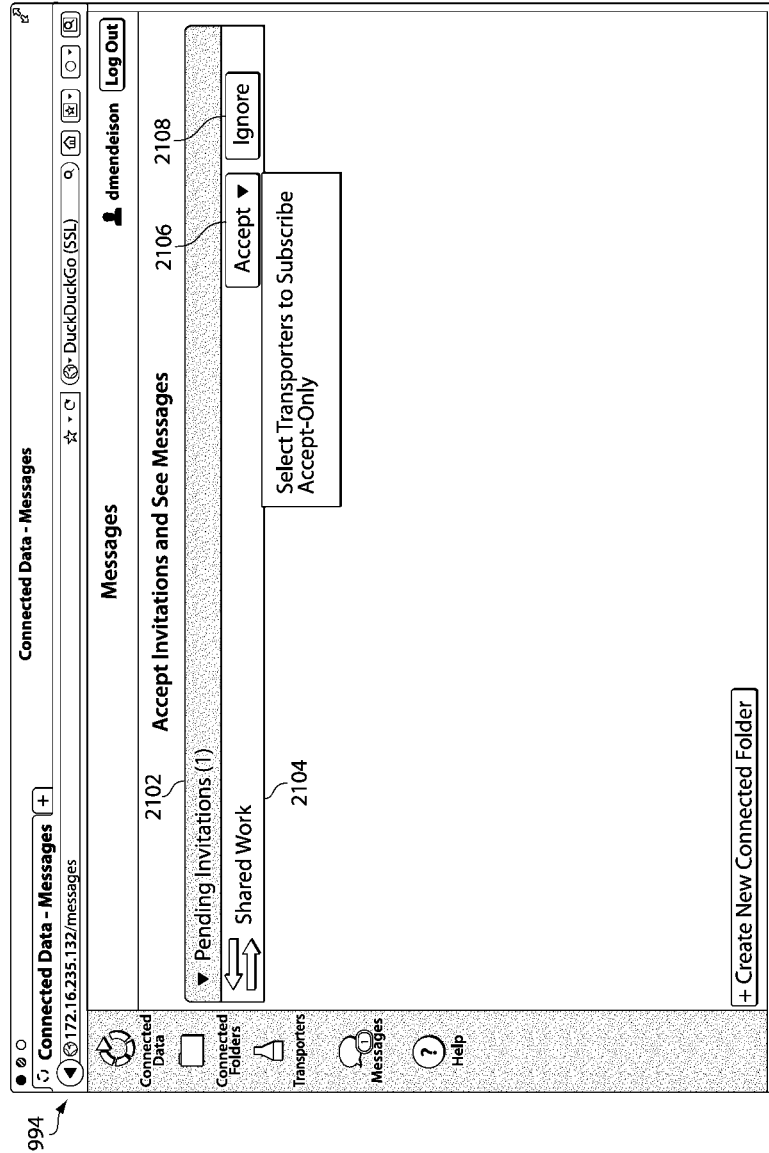 994
Connected Data - Messages
Connected Data - Messages +
172.16.235.132/messages
DuckDuckGo (SSL)
Messages
dmendeison
Log Out
Accept Invitations and See Messages
2102
2106
2108
Pending Invitations (1)
Shared Work
Accept
Ignore
2104
Select Transporters to Subscribe
Accept-Only
Connected
Data
Connected
Folders
Transporters
1
Messages
?
Help
+ Create New Connected Folder